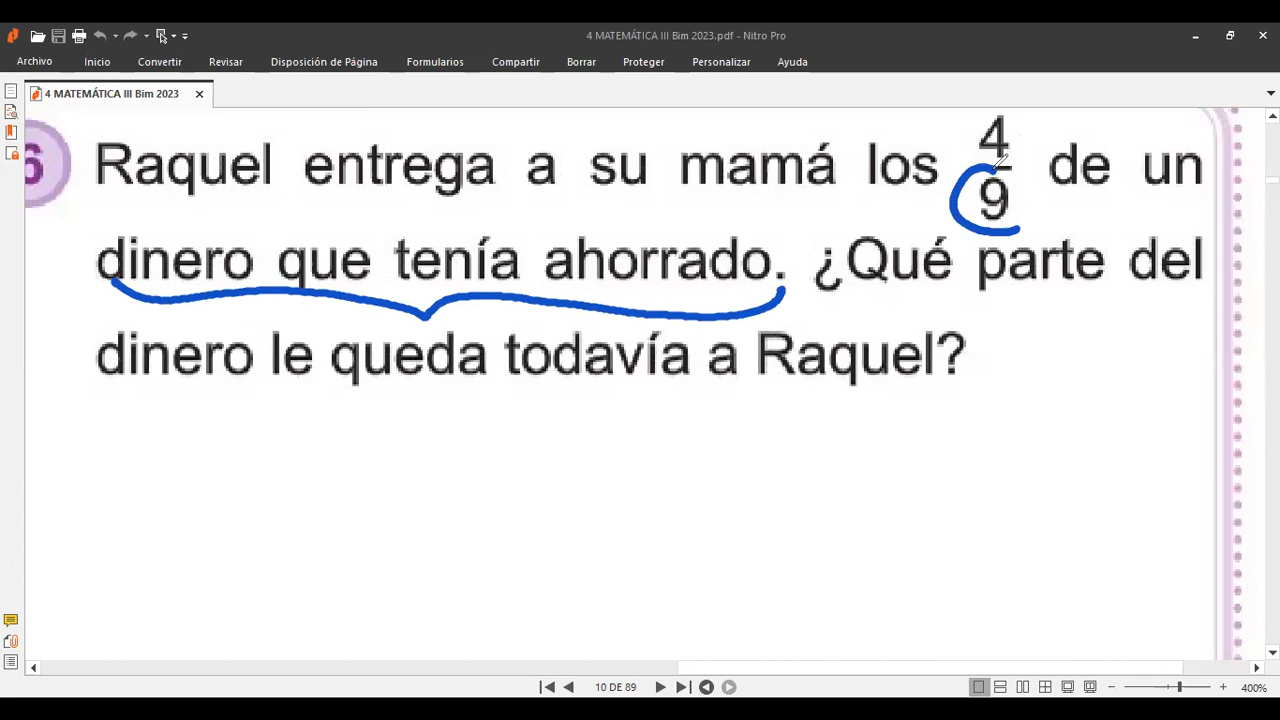 4 MATEMÁTICA III Bim 2023.pdf - Nitro Pro
Archivo Inicio Convertir Revisar Disposición de Página Formularios Compartir Borrar Proteger Personalizar Ayuda
4 MATEMÁTICA III Bim 2023
6 Raquel entrega a su mamá los 4/9 de un
dinero que tenía ahorrado. ¿Qué parte del
dinero le queda todavía a Raquel?
10 DE 89
400%